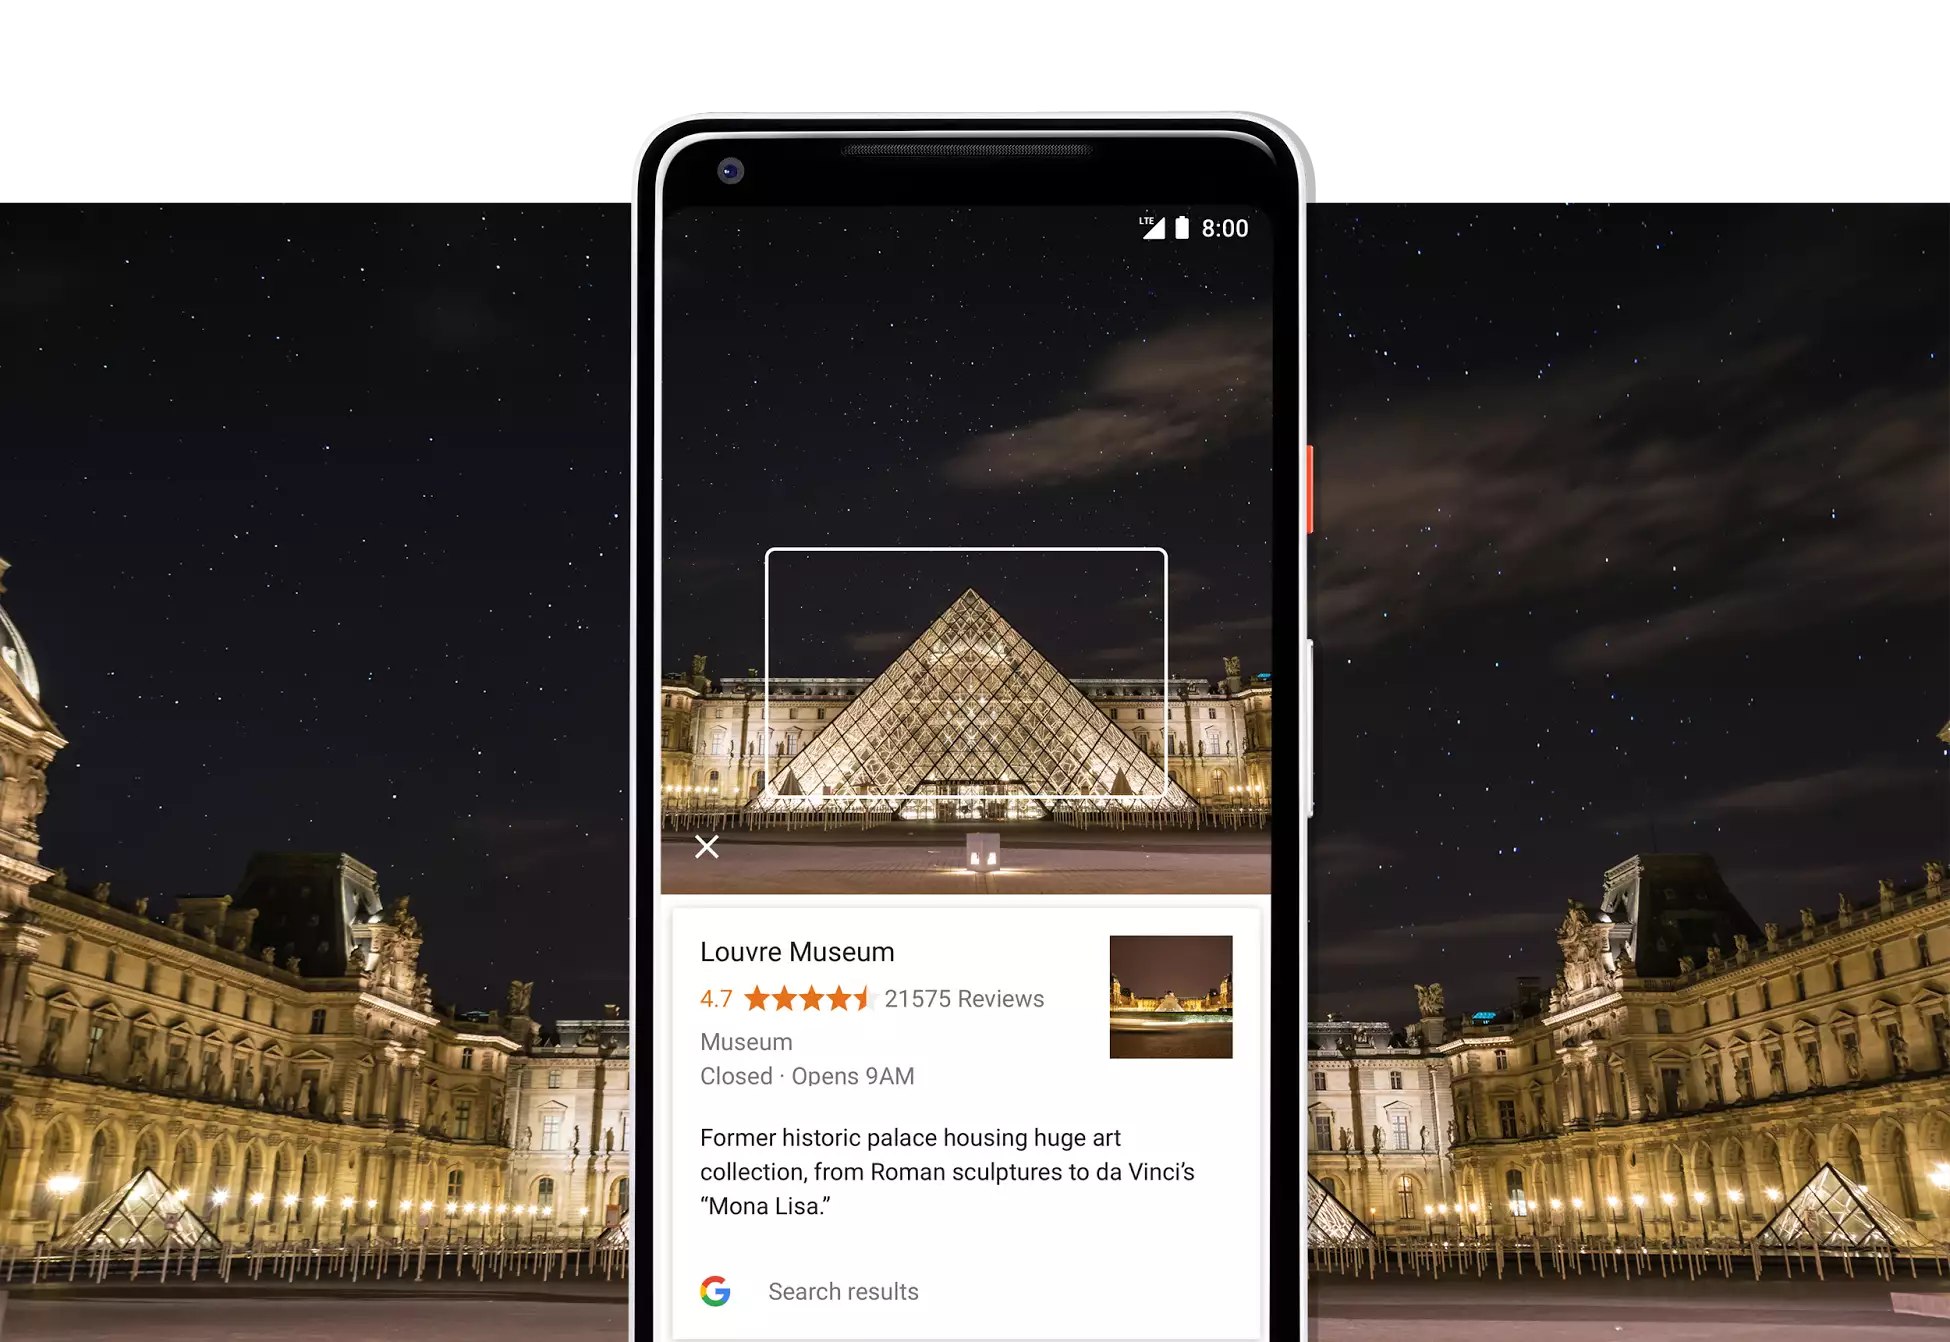 LTE 8:00
Louvre Museum
4.7 21575 Reviews
Museum
Closed · Opens 9AM
Former historic palace housing huge art
collection, from Roman sculptures to da Vinci’s
“Mona Lisa.”
G Search results